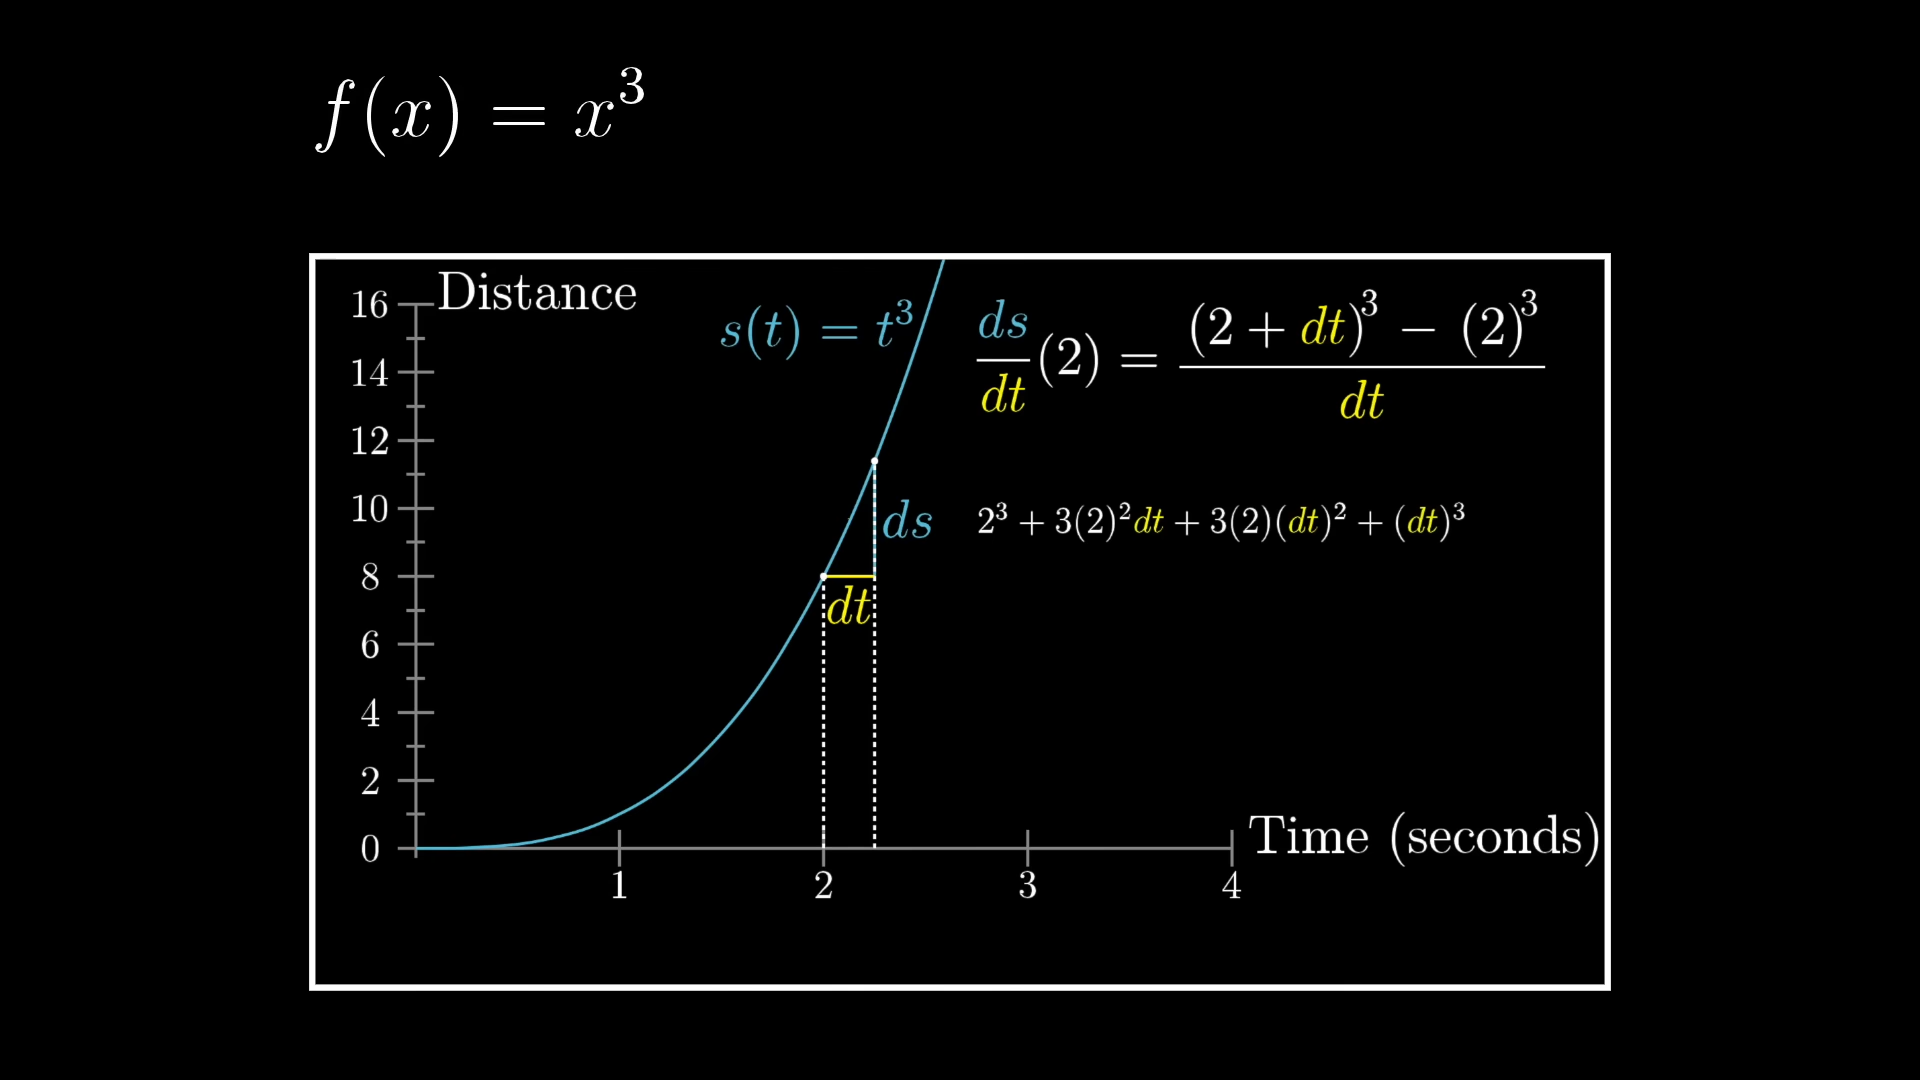 f(x) = x³
Distance
16
14
12
10
8
6
4
2
0
s(t) = t³
ds/dt (2) = ((2 + dt)³ − (2)³)/dt
2³ + 3(2)²dt + 3(2)(dt)² + (dt)³
ds
dt
1 2 3 4
Time (seconds)